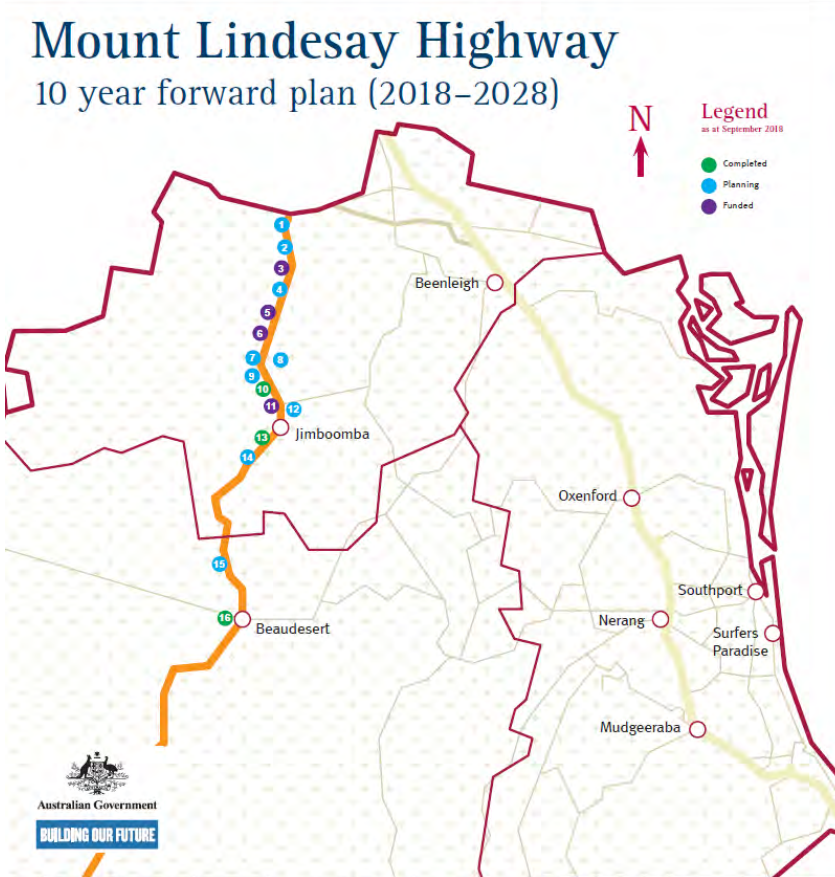 Mount Lindesay Highway
10 year forward plan (2018–2028)
N
Legend
as at September 2018
Completed
Planning
Funded
1
2
3
4
5
6
7
8
9
10
11
12
13
14
15
16
Beenleigh
Jimboomba
Oxenford
Southport
Nerang
Surfers
Paradise
Beaudesert
Mudgeeraba
Australian Government
BUILDING OUR FUTURE